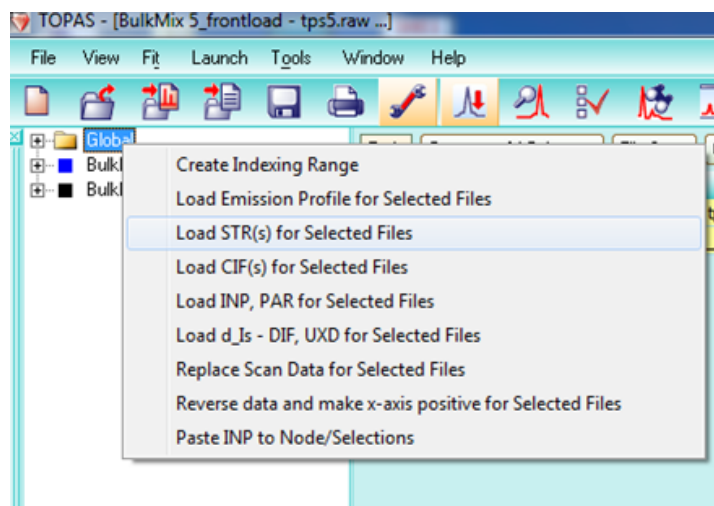 TOPAS - [BulkMix 5_frontload - tps5.raw ...]
File View Fit Launch Tools Window Help
Global
Create Indexing Range
Load Emission Profile for Selected Files
Load STR(s) for Selected Files
Load CIF(s) for Selected Files
Load INP, PAR for Selected Files
Load d_Is - DIF, UXD for Selected Files
Replace Scan Data for Selected Files
Reverse data and make x-axis positive for Selected Files
Paste INP to Node/Selections